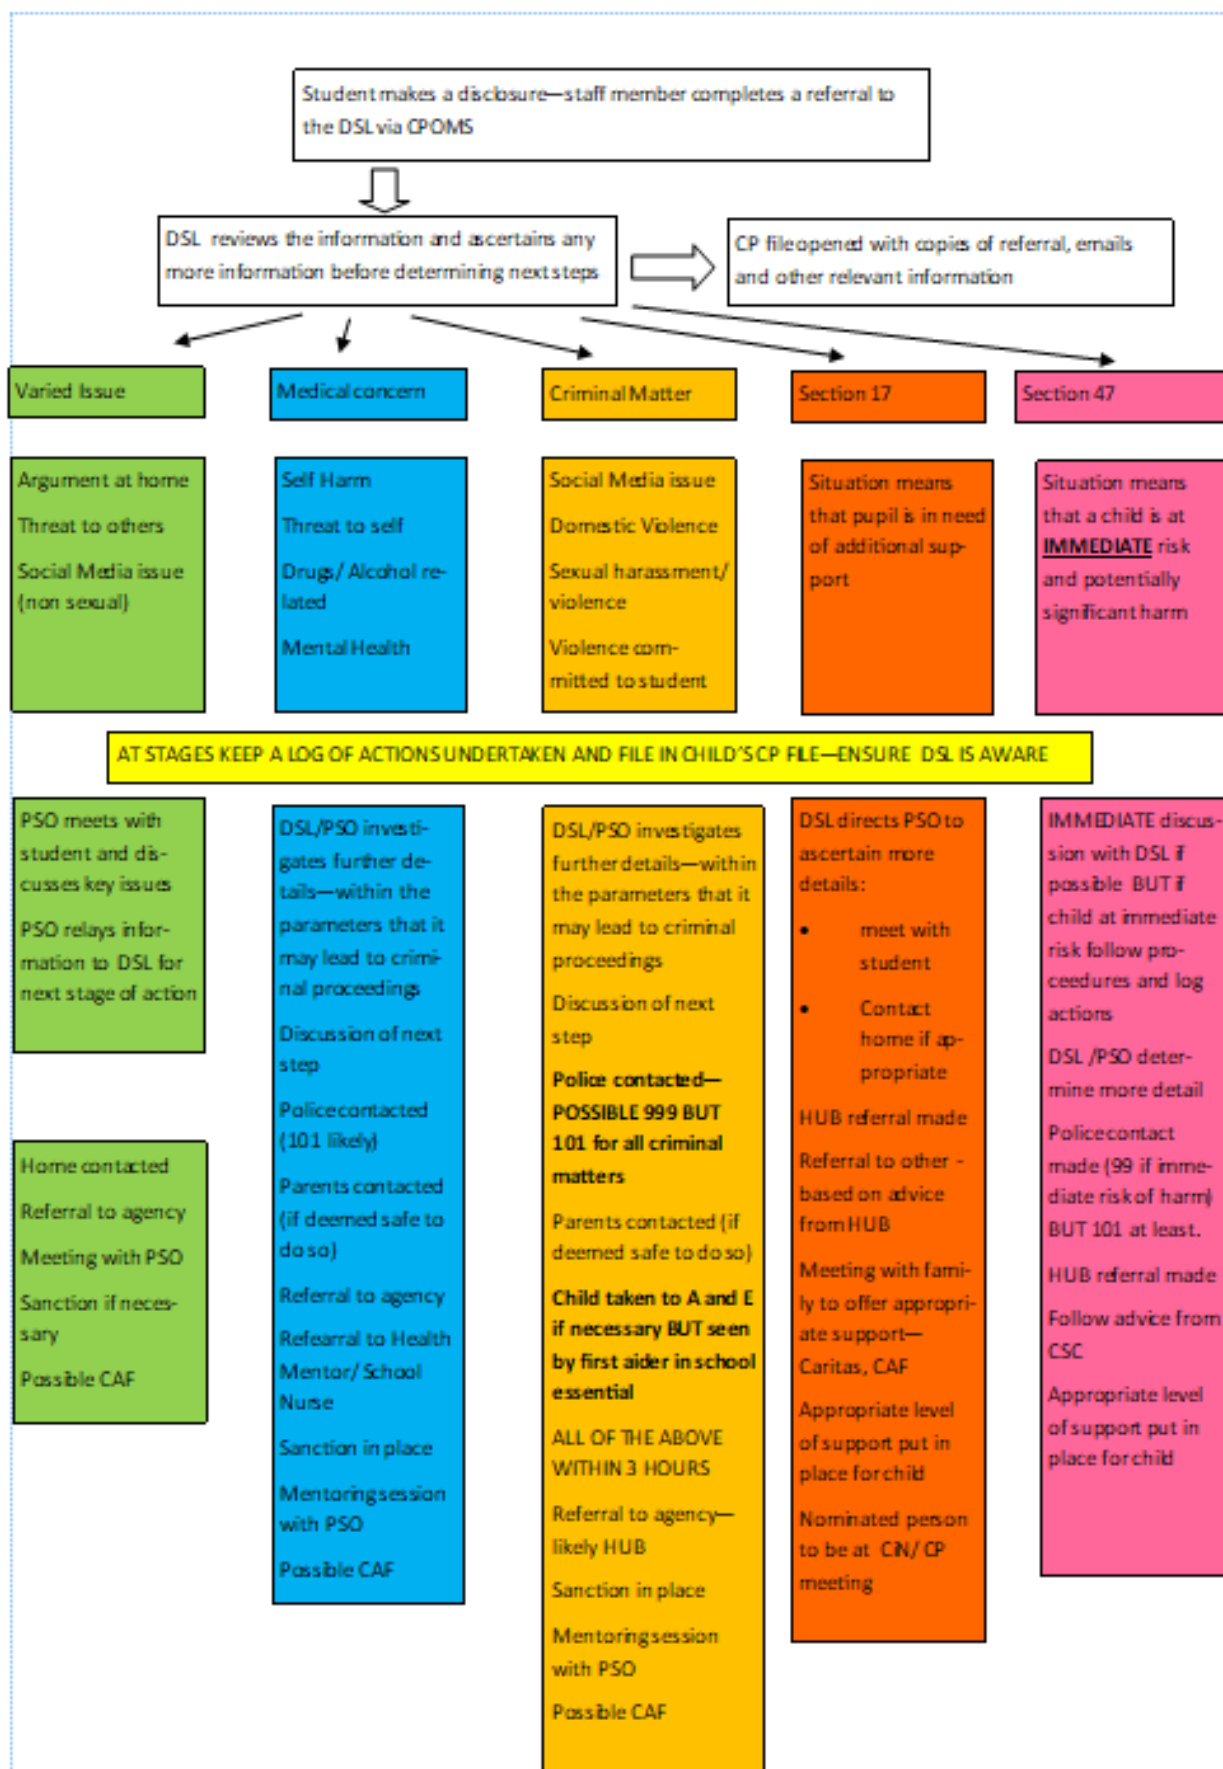 Student makes a disclosure—staff member completes a referral to
the DSL via CPOMS
DSL reviews the information and ascertains any
more information before determining next steps
CP file opened with copies of referral, emails
and other relevant information
Varied Issue
Medical concern
Criminal Matter
Section 17
Section 47
Argument at home
Threat to others
Social Media issue
(non sexual)
Self Harm
Threat to self
Drugs/ Alcohol re-
lated
Mental Health
Social Media issue
Domestic Violence
Sexual harassment/
violence
Violence com-
mitted to student
Situation means
that pupil is in need
of additional sup-
port
Situation means
that a child is at
IMMEDIATE risk
and potentially
significant harm
AT STAGES KEEP A LOG OF ACTIONS UNDERTAKEN AND FILE IN CHILD'S CP FILE—ENSURE DSL IS AWARE
PSO meets with
student and dis-
cusses key issues
PSO relays infor-
mation to DSL for
next stage of action
Home contacted
Referral to agency
Meeting with PSO
Sanction if neces-
sary
Possible CAF
DSL/PSO investi-
gates further de-
tails—within the
parameters that it
may lead to crimi-
nal proceedings
Discussion of next
step
Police contacted
(101 likely)
Parents contacted
(if deemed safe to
do so)
Referral to agency
Refearral to Health
Mentor/ School
Nurse
Sanction in place
Mentoring session
with PSO
Possible CAF
DSL/PSO investigates
further details—within
the parameters that it
may lead to criminal
proceedings
Discussion of next
step
Police contacted—
POSSIBLE 999 BUT
101 for all criminal
matters
Parents contacted (if
deemed safe to do so)
Child taken to A and E
if necessary BUT seen
by first aider in school
essential
ALL OF THE ABOVE
WITHIN 3 HOURS
Referral to agency—
likely HUB
Sanction in place
Mentoring session
with PSO
Possible CAF
DSL directs PSO to
ascertain more
details:
• meet with
student
• Contact
home if ap-
propriate
HUB referral made
Referral to other -
based on advice
from HUB
Meeting with fami-
ly to offer appropri-
ate support—
Caritas, CAF
Appropriate level
of support put in
place for child
Nominated person
to be at CiN/ CP
meeting
IMMEDIATE discus-
sion with DSL if
possible BUT if
child at immediate
risk follow pro-
ceedures and log
actions
DSL /PSO deter-
mine more detail
Police contact
made (99 if imme-
diate risk of harm)
BUT 101 at least.
HUB referral made
Follow advice from
CSC
Appropriate level
of support put in
place for child